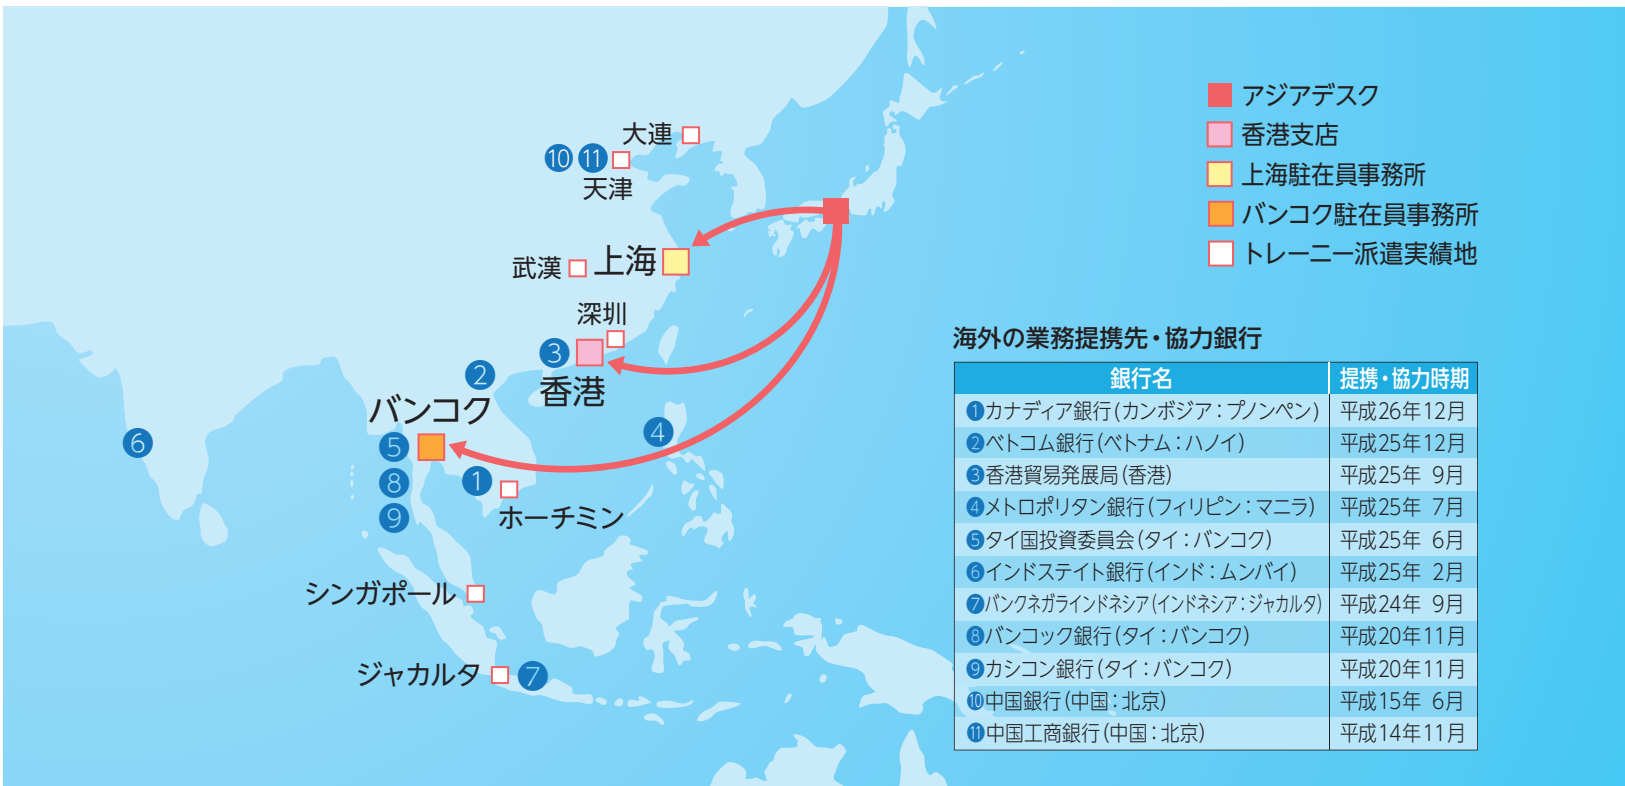 大連
⑩ ⑪
天津
武漢
上海
深圳
③
香港
②
バンコク
⑥
⑤
④
⑧
①
⑨
ホーチミン
シンガポール
ジャカルタ
⑦
アジアデスク
香港支店
上海駐在員事務所
バンコク駐在員事務所
トレーニー派遣実績地
海外の業務提携先・協力銀行
銀行名 提携・協力時期
①カナディア銀行(カンボジア：プノンペン) 平成26年12月
②ベトコム銀行(ベトナム：ハノイ) 平成25年12月
③香港貿易発展局(香港) 平成25年 9月
④メトロポリタン銀行(フィリピン：マニラ) 平成25年 7月
⑤タイ国投資委員会(タイ：バンコク) 平成25年 6月
⑥インドステイト銀行(インド：ムンバイ) 平成25年 2月
⑦バンクネガラインドネシア(インドネシア：ジャカルタ) 平成24年 9月
⑧バンコック銀行(タイ：バンコク) 平成20年11月
⑨カシコン銀行(タイ：バンコク) 平成20年11月
⑩中国銀行(中国：北京) 平成15年 6月
⑪中国工商銀行(中国：北京) 平成14年11月